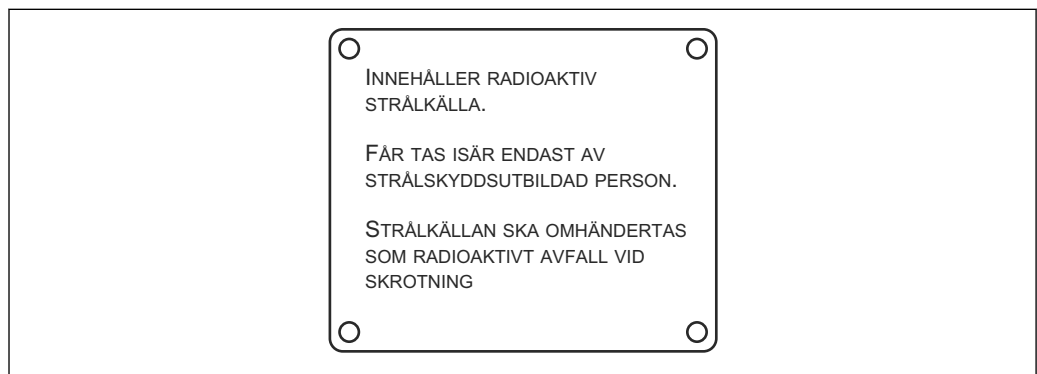 INNEHÅLLER RADIOAKTIV
STRÅLKÄLLA.
FÅR TAS ISÄR ENDAST AV
STRÅLSKYDDSUTBILDAD PERSON.
STRÅLKÄLLAN SKA OMHÄNDERTAS
SOM RADIOAKTIVT AVFALL VID
SKROTNING